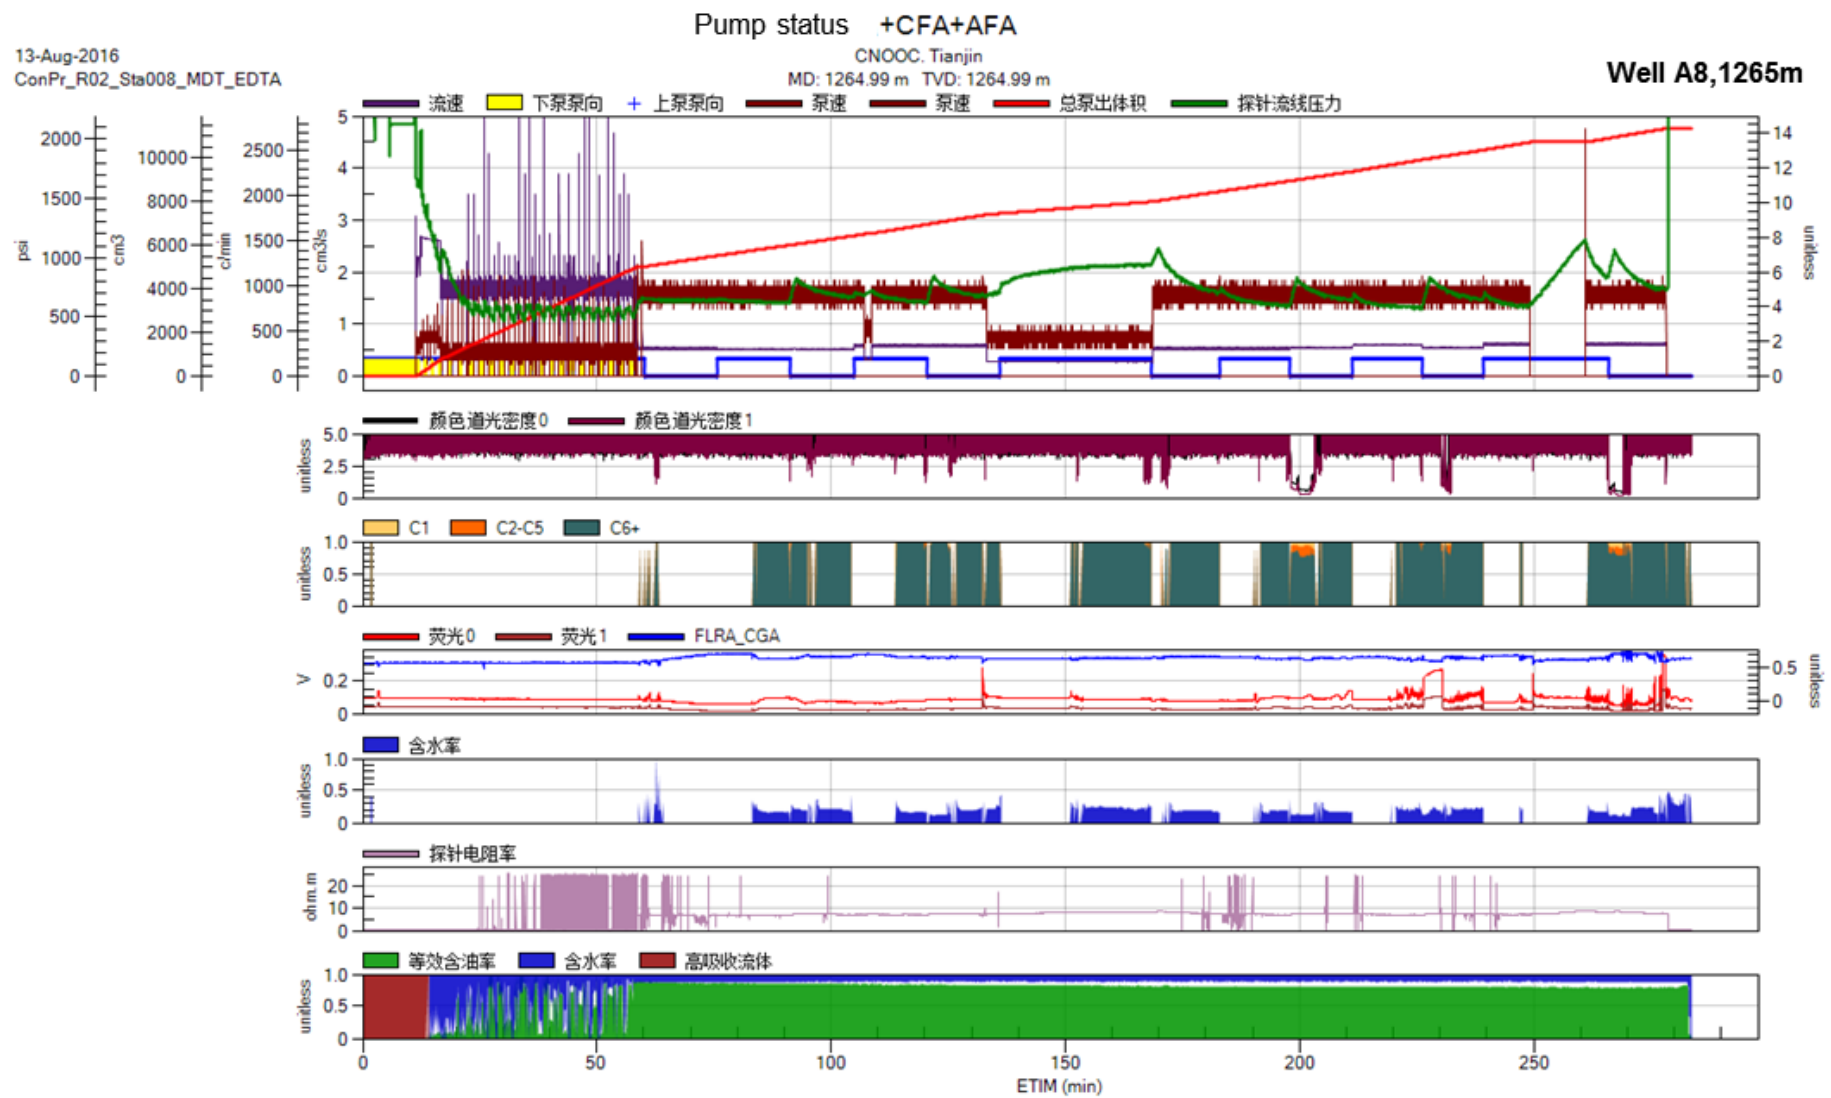 Pump status +CFA+AFA
13-Aug-2016
CNOOC. Tianjin
ConPr_R02_Sta008_MDT_EDTA
MD: 1264.99 m TVD: 1264.99 m
Well A8,1265m
流速 下泵泵向 上泵泵向 泵速 泵速 总泵出体积 探针流线压力
2000 1500 1000 500 0
psi
10000 8000 6000 4000 2000 0
cm3
2500 2000 1500 1000 500 0
c/min
5 4 3 2 1 0
cm3/s
14 12 10 8 6 4 2 0
unitless
颜色道光密度0 颜色道光密度1
5.0 2.5 0
unitless
C1 C2-C5 C6+
1.0 0.5 0
unitless
荧光0 荧光1 FLRA_CGA
0.2 0
V
0.5 0
unitless
含水率
1.0 0.5 0
unitless
探针电阻率
20 10 0
ohm.m
等效含油率 含水率 高吸收流体
1.0 0.5 0
unitless
0 50 100 150 200 250
ETIM (min)